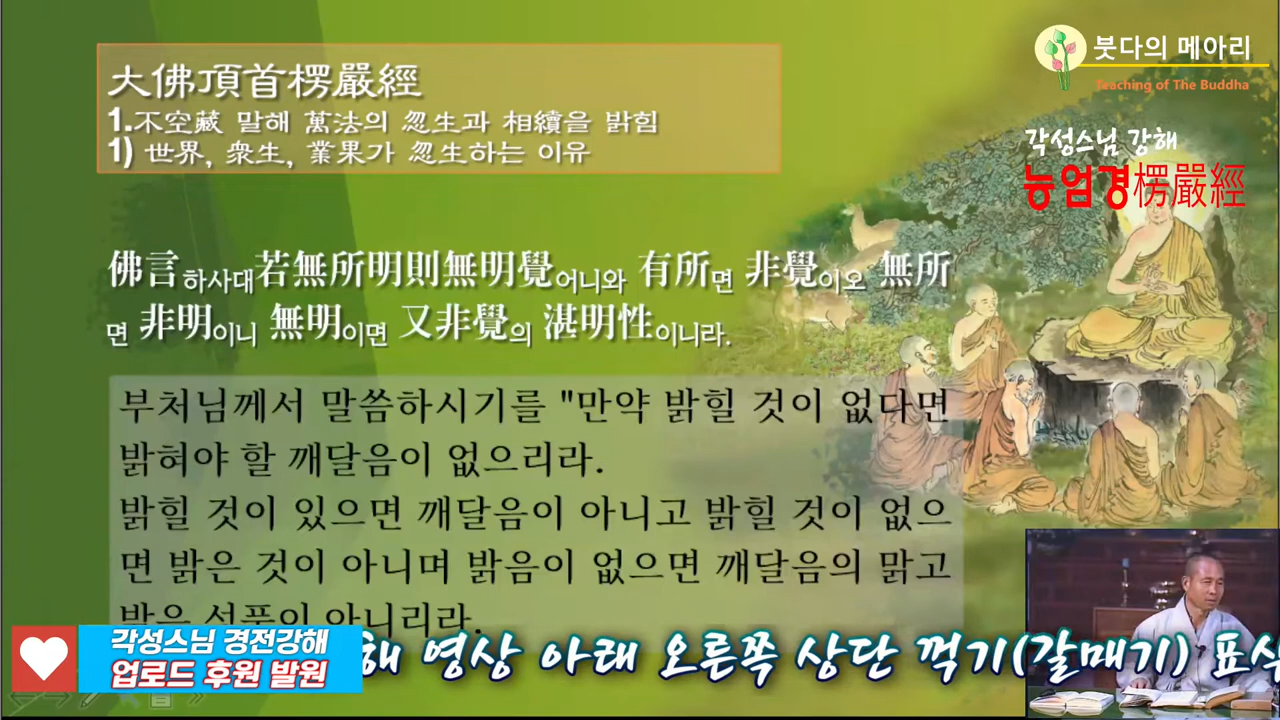 大佛頂首楞嚴經
1.不空藏 말해 萬法의 忽生과 相續을 밝힘
1) 世界, 衆生, 業果가 忽生하는 이유
붓다의 메아리
Teaching of The Buddha
각성스님 강해
능엄경楞嚴經
佛言하사대若無所明則無明覺어니와 有所면 非覺이오 無所
면 非明이니 無明이면 又非覺의 湛明性이니라.
부처님께서 말씀하시기를 "만약 밝힐 것이 없다면
밝혀야 할 깨달음이 없으리라.
밝힐 것이 있으면 깨달음이 아니고 밝힐 것이 없으
면 밝은 것이 아니며 밝음이 없으면 깨달음의 맑고
밝은 성품이 아니리라.
각성스님 경전강해
업로드 후원 발원
해 영상 아래 오른쪽 상단 꺽기(갈매기) 표식